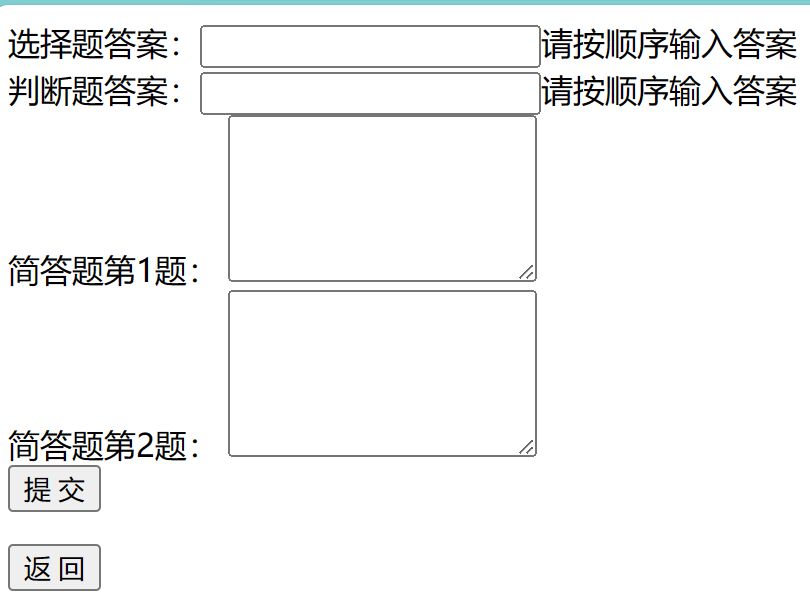 选择题答案：请按顺序输入答案
判断题答案：请按顺序输入答案
简答题第1题：
简答题第2题：
提 交
返 回